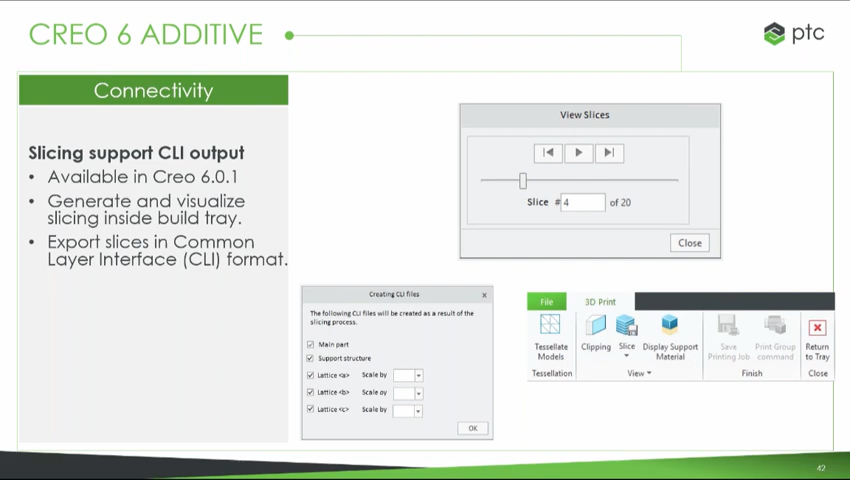 CREO 6 ADDITIVE
ptc
Connectivity
Slicing support CLI output
• Available in Creo 6.0.1
• Generate and visualize
slicing inside build tray.
• Export slices in Common
Layer Interface (CLI) format.
View Slices
Slice # 4 of 20
Close
Creating CLI files x
The following CLI files will be created as a result of the
slicing process.
Main part
Support structure
Lattice <a> Scale by
Lattice <b> Scale by
Lattice <c> Scale by
OK
File 3D Print
Tessellate
Models
Clipping
Slice
Display Support
Material
Save
Printing Job
Print Group
command
Return
to Tray
Tessellation View Finish Close
42